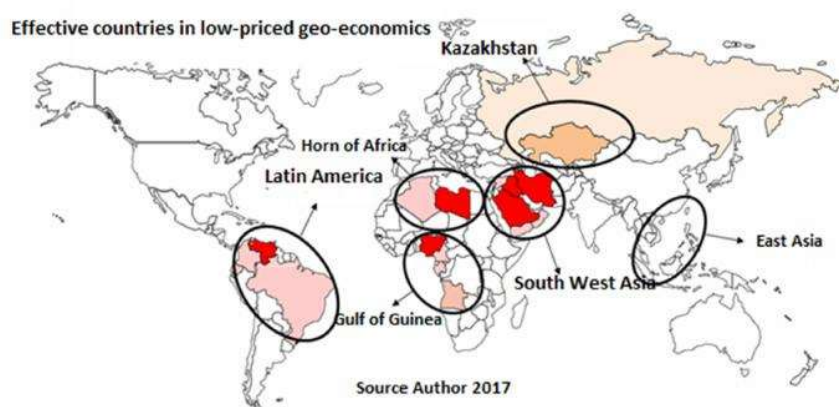 Effective countries in low-priced geo-economics
Kazakhstan
Horn of Africa
Latin America
East Asia
South West Asia
Gulf of Guinea
Source Author 2017